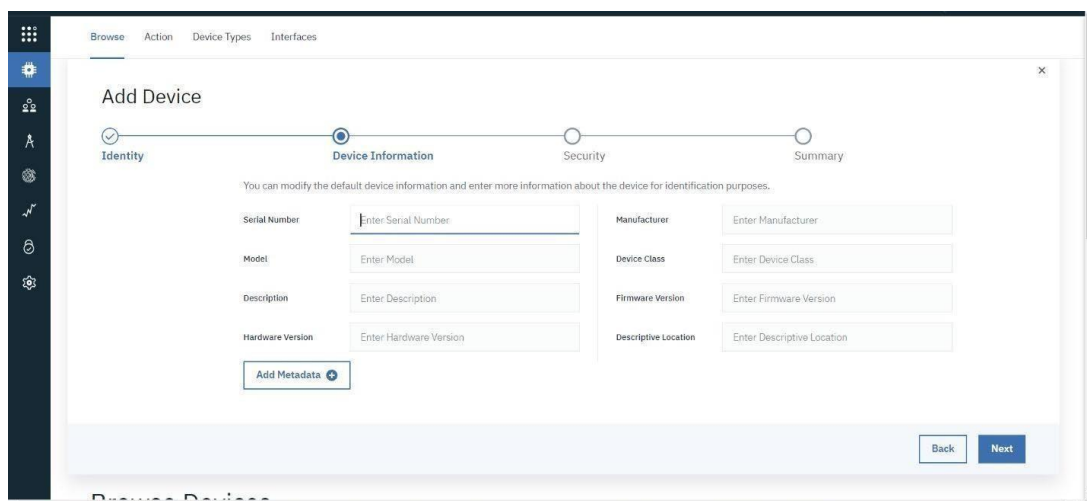 Browse Action Device Types Interfaces
Add Device
Identity Device Information Security Summary
You can modify the default device information and enter more information about the device for identification purposes.
Serial Number Enter Serial Number Manufacturer Enter Manufacturer
Model Enter Model Device Class Enter Device Class
Description Enter Description Firmware Version Enter Firmware Version
Hardware Version Enter Hardware Version Descriptive Location Enter Descriptive Location
Add Metadata
Back Next
Browse Devices